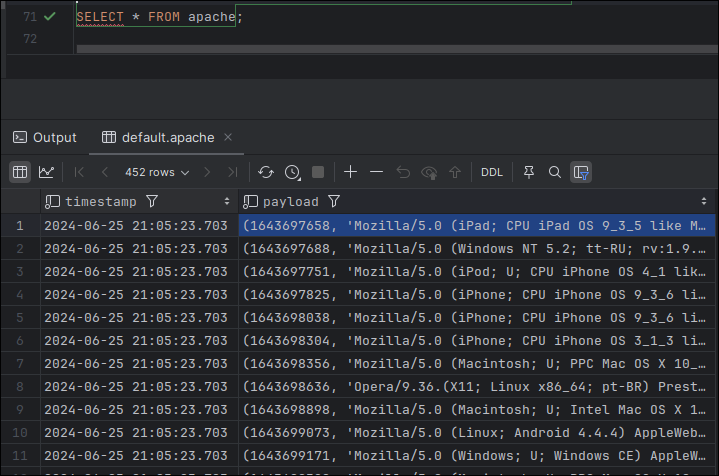 71 SELECT * FROM apache;
72
Output default.apache
452 rows DDL
timestamp payload
1 2024-06-25 21:05:23.703 (1643697658, 'Mozilla/5.0 (iPad; CPU iPad OS 9_3_5 like M…
2 2024-06-25 21:05:23.703 (1643697688, 'Mozilla/5.0 (Windows NT 5.2; tt-RU; rv:1.9.…
3 2024-06-25 21:05:23.703 (1643697751, 'Mozilla/5.0 (iPod; U; CPU iPhone OS 4_1 lik…
4 2024-06-25 21:05:23.703 (1643697825, 'Mozilla/5.0 (iPhone; CPU iPhone OS 9_3_6 li…
5 2024-06-25 21:05:23.703 (1643698038, 'Mozilla/5.0 (iPhone; CPU iPhone OS 9_3_6 li…
6 2024-06-25 21:05:23.703 (1643698304, 'Mozilla/5.0 (iPhone; CPU iPhone OS 3_1_3 li…
7 2024-06-25 21:05:23.703 (1643698356, 'Mozilla/5.0 (Macintosh; U; PPC Mac OS X 10_…
8 2024-06-25 21:05:23.703 (1643698636, 'Opera/9.36.(X11; Linux x86_64; pt-BR) Prest…
9 2024-06-25 21:05:23.703 (1643698898, 'Mozilla/5.0 (Macintosh; U; Intel Mac OS X 1…
10 2024-06-25 21:05:23.703 (1643699073, 'Mozilla/5.0 (Linux; Android 4.4.4) AppleWeb…
11 2024-06-25 21:05:23.703 (1643699171, 'Mozilla/5.0 (Windows; U; Windows CE) AppleW…